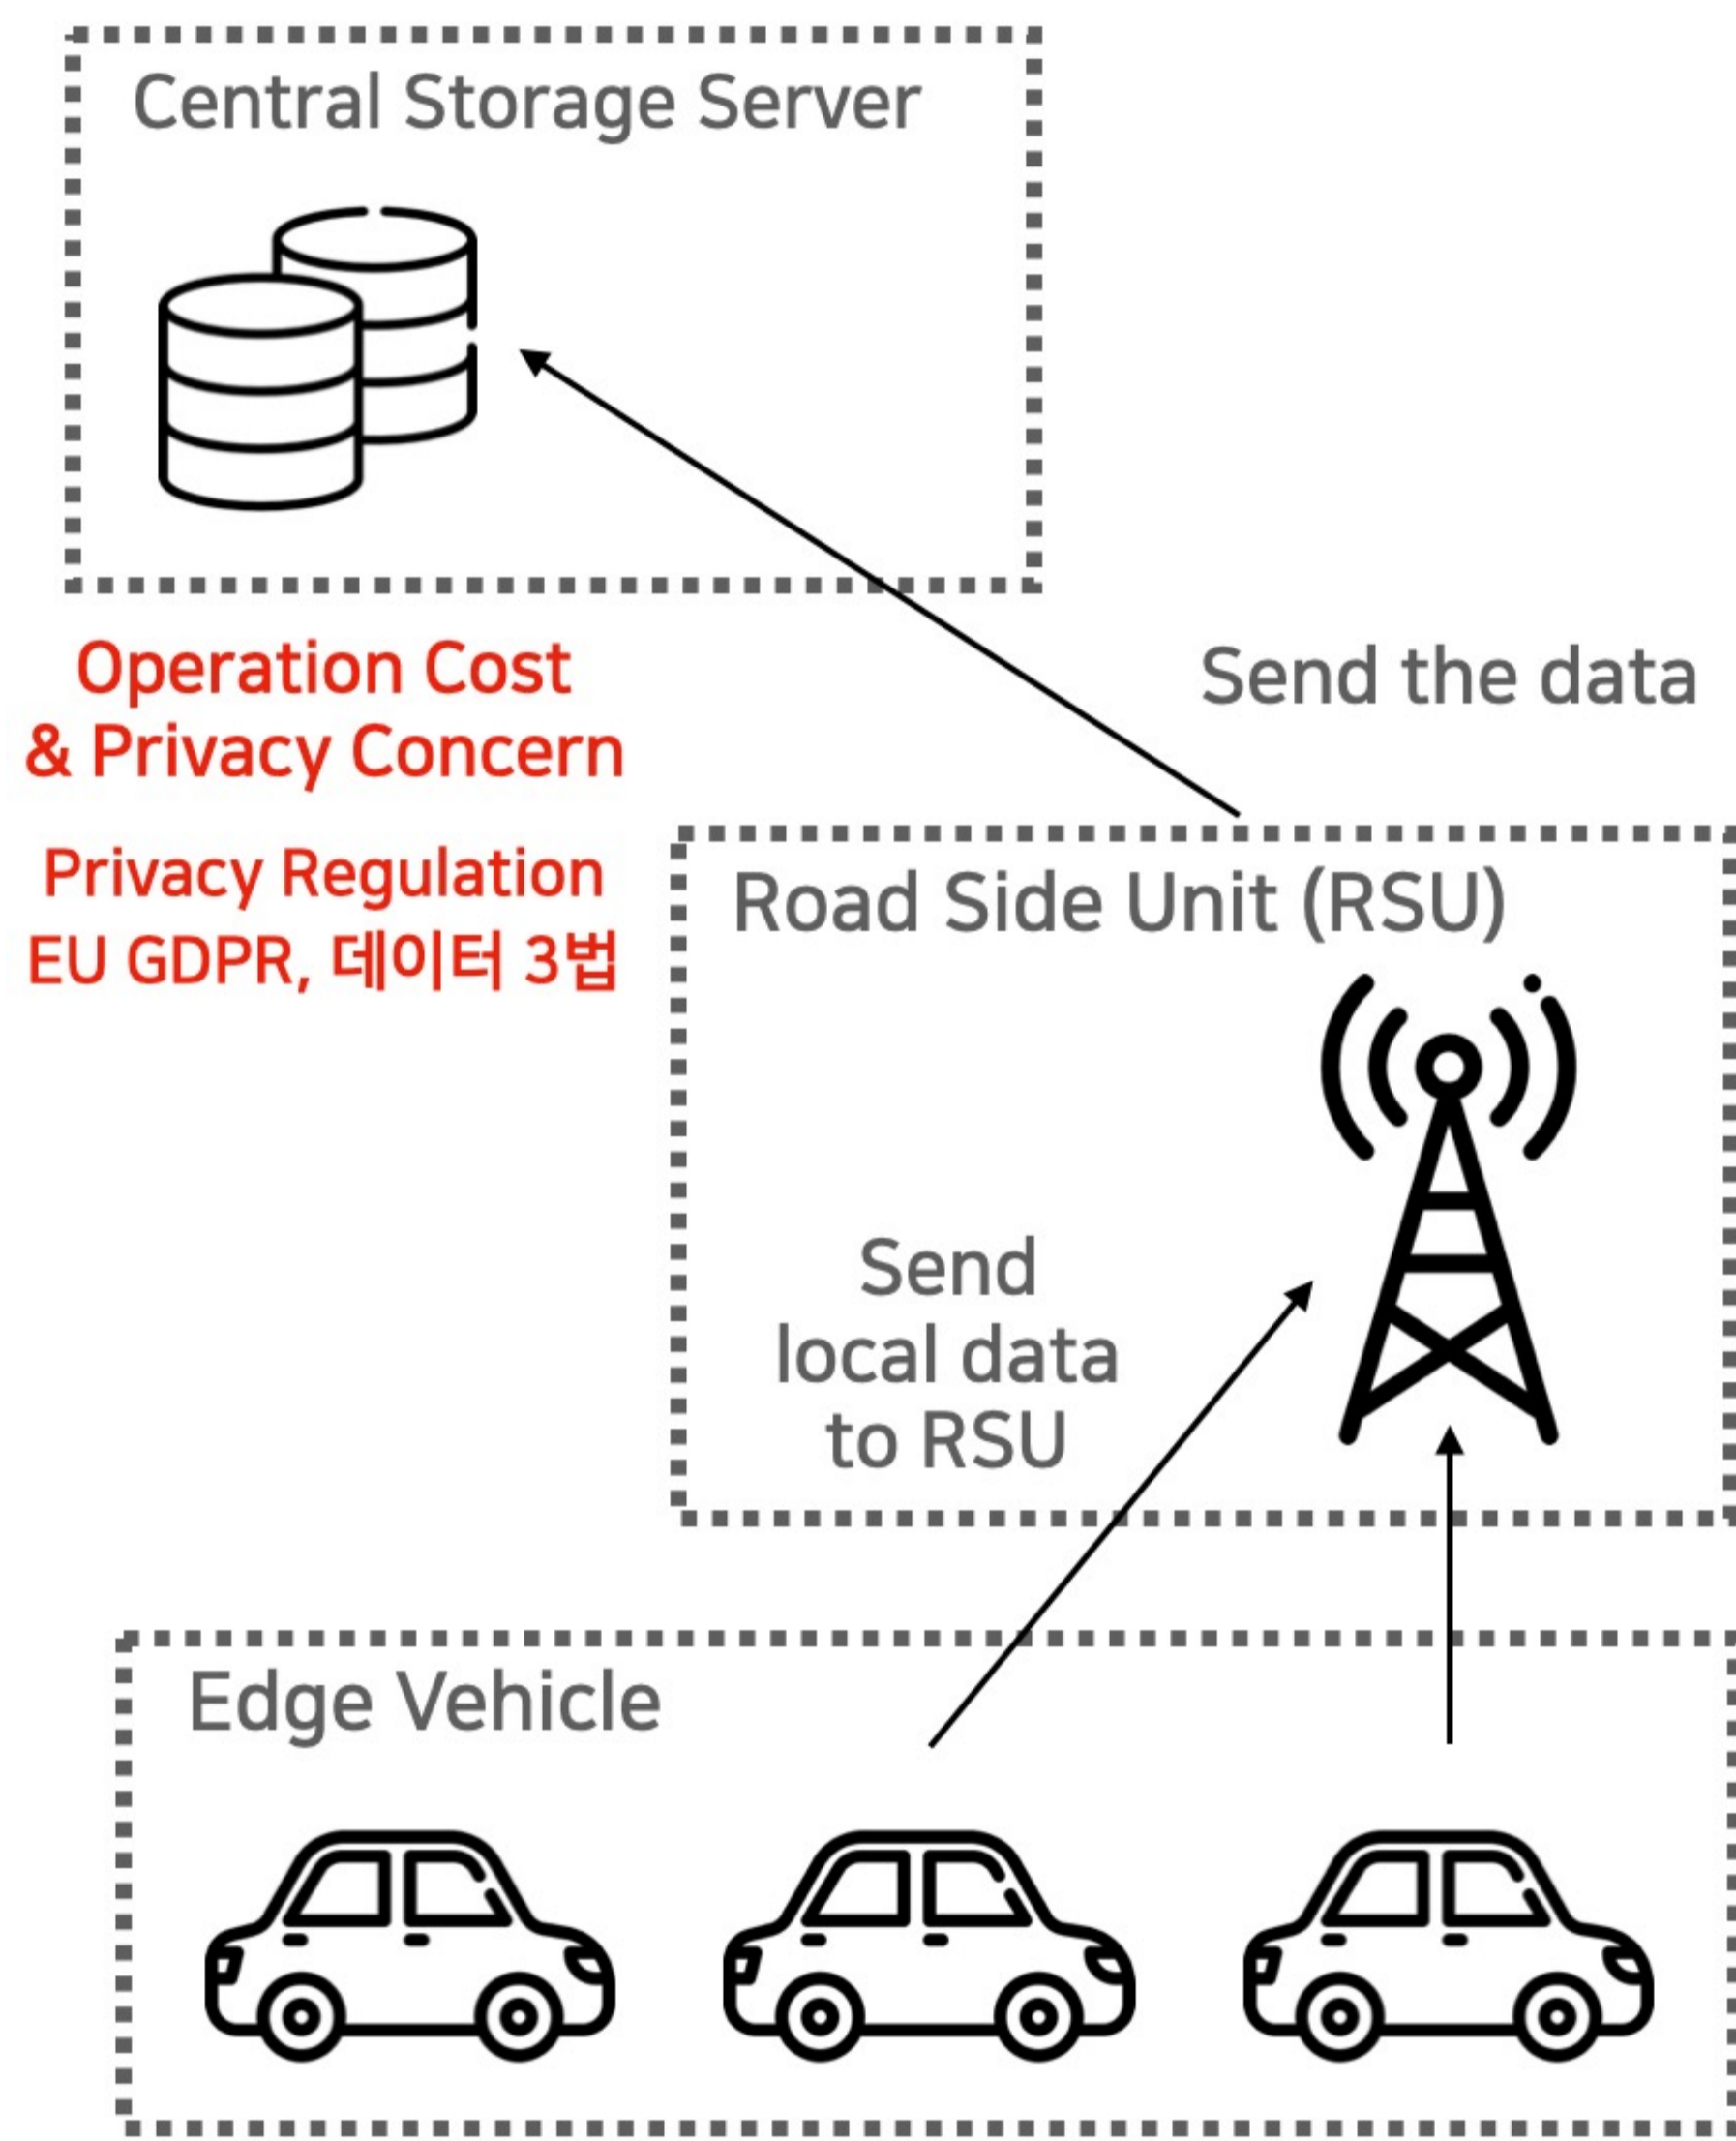 Central Storage Server
Operation Cost
& Privacy Concern
Send the data
Privacy Regulation
EU GDPR, 데이터 3법
Road Side Unit (RSU)
Send
local data
to RSU
Edge Vehicle